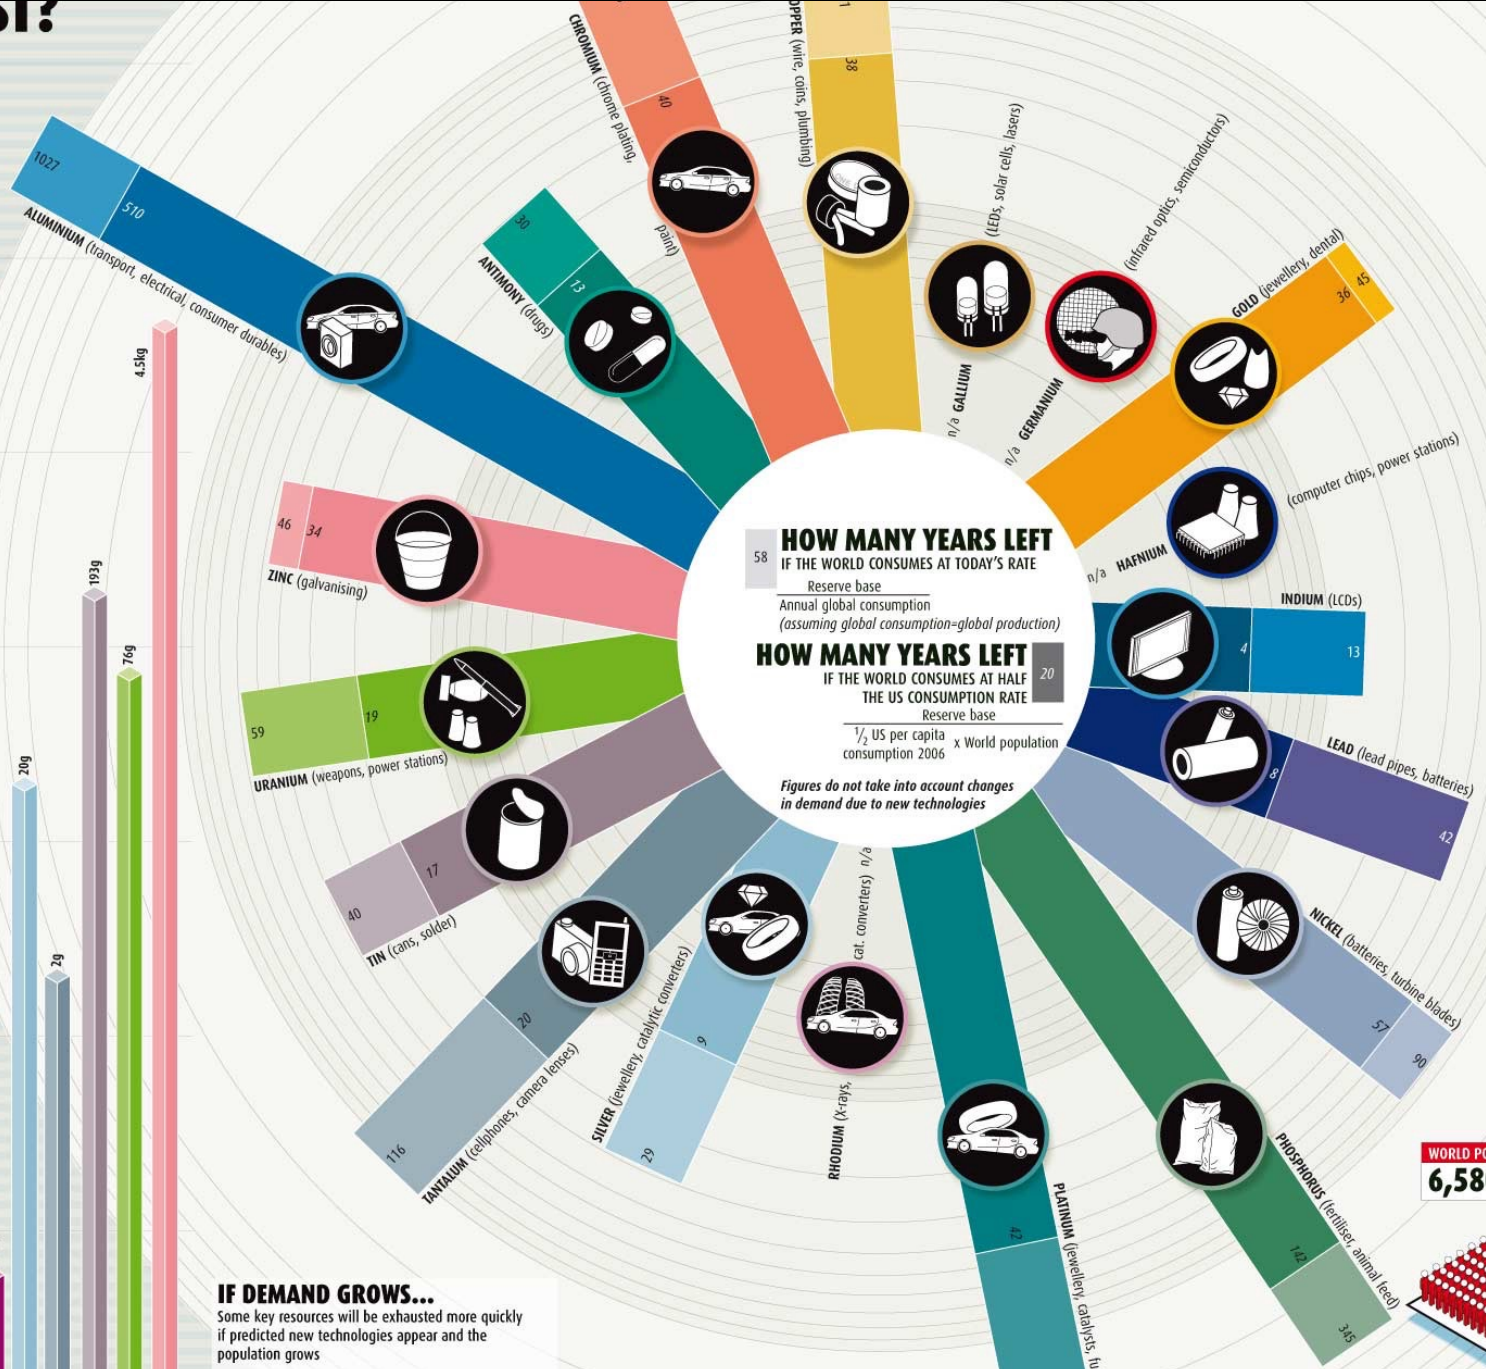 ST?
CHROMIUM (chrome plating,
paint)
40
OPPER (wire, coins, plumbing)
38
(LEDs, solar cells, lasers)
n/a GALLIUM
(infrared optics, semiconductors)
n/a GERMANIUM
GOLD (jewellery, dental)
36
45
(computer chips, power stations)
n/a HAFNIUM
INDIUM (LCDs)
4
13
LEAD (lead pipes, batteries)
8
42
NICKEL (batteries, turbine blades)
57
90
PHOSPHORUS (fertiliser, animal feed)
142
345
PLATINUM (jewellery, catalysts, fu
42
RHODIUM (X-rays,
cat. converters) n/a
SILVER (jewellery, catalytic converters)
9
29
TANTALUM (cellphones, camera lenses)
20
116
TIN (cans, solder)
17
40
URANIUM (weapons, power stations)
19
59
ZINC (galvanising)
34
46
ALUMINIUM (transport, electrical, consumer durables)
510
1027
ANTIMONY (drugs)
13
30
58
HOW MANY YEARS LEFT
IF THE WORLD CONSUMES AT TODAY'S RATE
Reserve base
Annual global consumption
(assuming global consumption=global production)
HOW MANY YEARS LEFT
20
IF THE WORLD CONSUMES AT HALF
THE US CONSUMPTION RATE
Reserve base
1/2 US per capita
consumption 2006
x World population
Figures do not take into account changes
in demand due to new technologies
20g
2g
193g
76g
4.5kg
IF DEMAND GROWS...
Some key resources will be exhausted more quickly
if predicted new technologies appear and the
population grows
WORLD PO
6,58